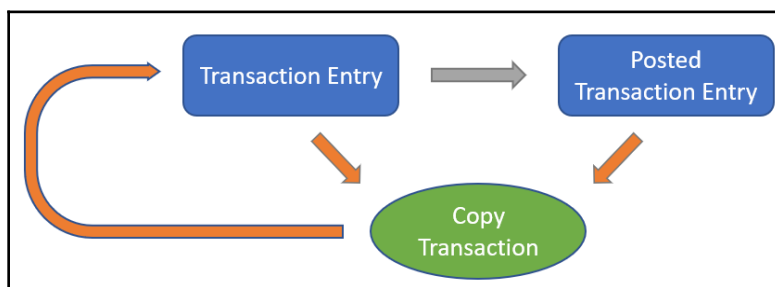 Transaction Entry
Posted
Transaction Entry
Copy
Transaction